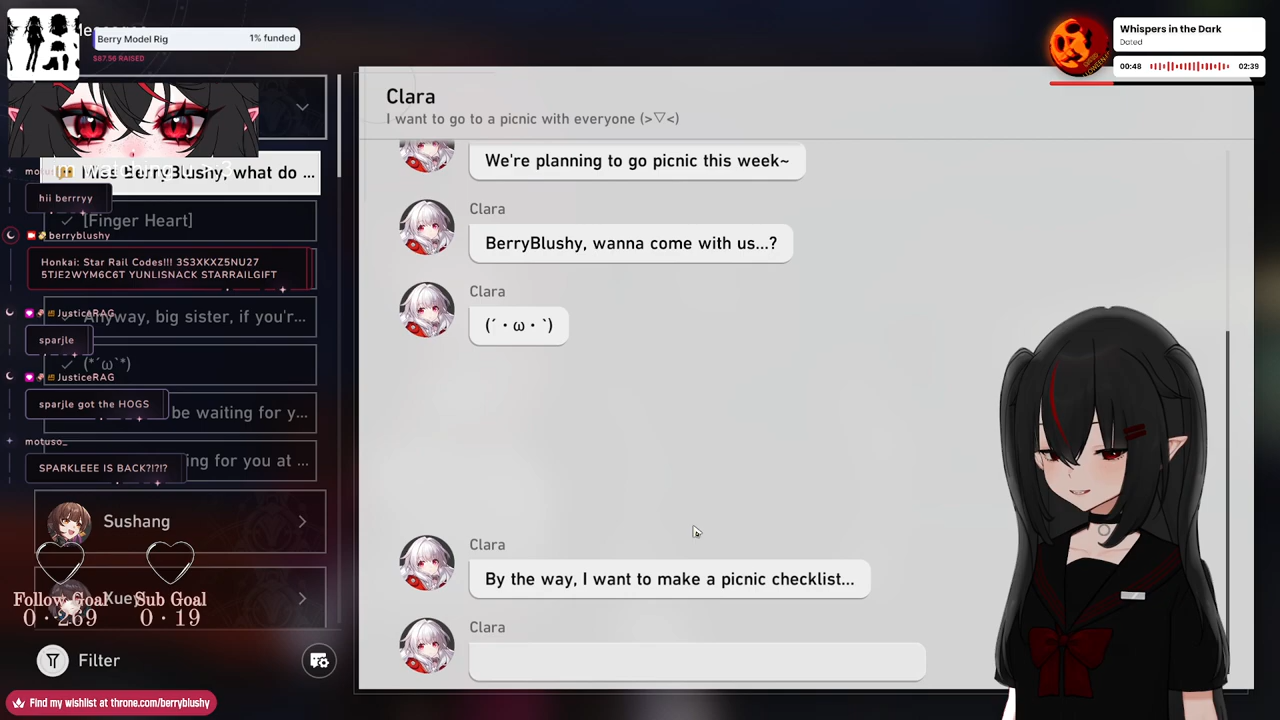 Berry Model Rig
1% funded
$87.56 RAISED
Whispers in the Dark
Dated
00:48
02:39
Clara
I want to go to a picnic with everyone (>▽<)
We're planning to go picnic this week~
Clara
BerryBlushy, wanna come with us...?
Clara
(´・ω・`)
Clara
By the way, I want to make a picnic checklist...
Clara
BerryBlushy, what do ...
hii berrryy
[Finger Heart]
berryblushy
Honkai: Star Rail Codes!!! 3S3XKXZ5NU27
5TJE2WYM6C6T YUNLISNACK STARRAILGIFT
JusticeRAG
Anyway, big sister, if you'r...
sparjle
(*´ω`*)
JusticeRAG
sparjle got the HOGS
be waiting for y...
motuso_
SPARKLEEE IS BACK?!?!?
ing for you at ...
Sushang
Xue
Follow Goal
0 · 269
Sub Goal
0 · 19
Filter
Find my wishlist at throne.com/berryblushy